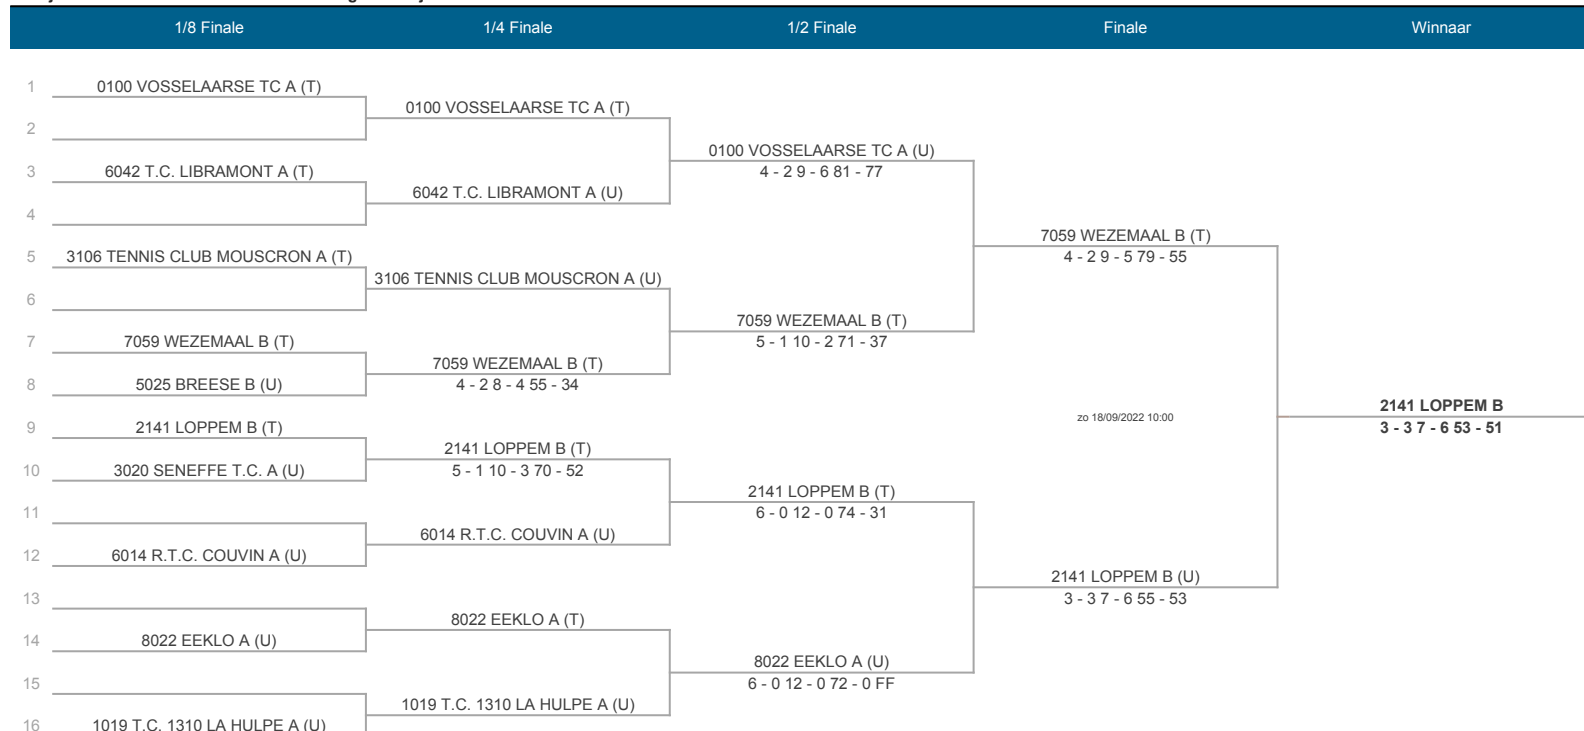 1/8 Finale 1/4 Finale 1/2 Finale Finale Winnaar
1 0100 VOSSELAARSE TC A (T)
0100 VOSSELAARSE TC A (T)
2
0100 VOSSELAARSE TC A (U)
3 6042 T.C. LIBRAMONT A (T)
4 - 2 9 - 6 81 - 77
6042 T.C. LIBRAMONT A (U)
4
7059 WEZEMAAL B (T)
5 3106 TENNIS CLUB MOUSCRON A (T)
4 - 2 9 - 5 79 - 55
3106 TENNIS CLUB MOUSCRON A (U)
6
7059 WEZEMAAL B (T)
7 7059 WEZEMAAL B (T)
5 - 1 10 - 2 71 - 37
7059 WEZEMAAL B (T)
8 5025 BREESE B (U)
4 - 2 8 - 4 55 - 34
2141 LOPPEM B
zo 18/09/2022 10:00
9 2141 LOPPEM B (T)
3 - 3 7 - 6 53 - 51
2141 LOPPEM B (T)
10 3020 SENEFFE T.C. A (U)
5 - 1 10 - 3 70 - 52
2141 LOPPEM B (T)
11
6 - 0 12 - 0 74 - 31
6014 R.T.C. COUVIN A (U)
12 6014 R.T.C. COUVIN A (U)
2141 LOPPEM B (U)
13
3 - 3 7 - 6 55 - 53
8022 EEKLO A (T)
14 8022 EEKLO A (U)
8022 EEKLO A (U)
15
6 - 0 12 - 0 72 - 0 FF
1019 T.C. 1310 LA HULPE A (U)
16 1019 T.C. 1310 LA HULPE A (U)